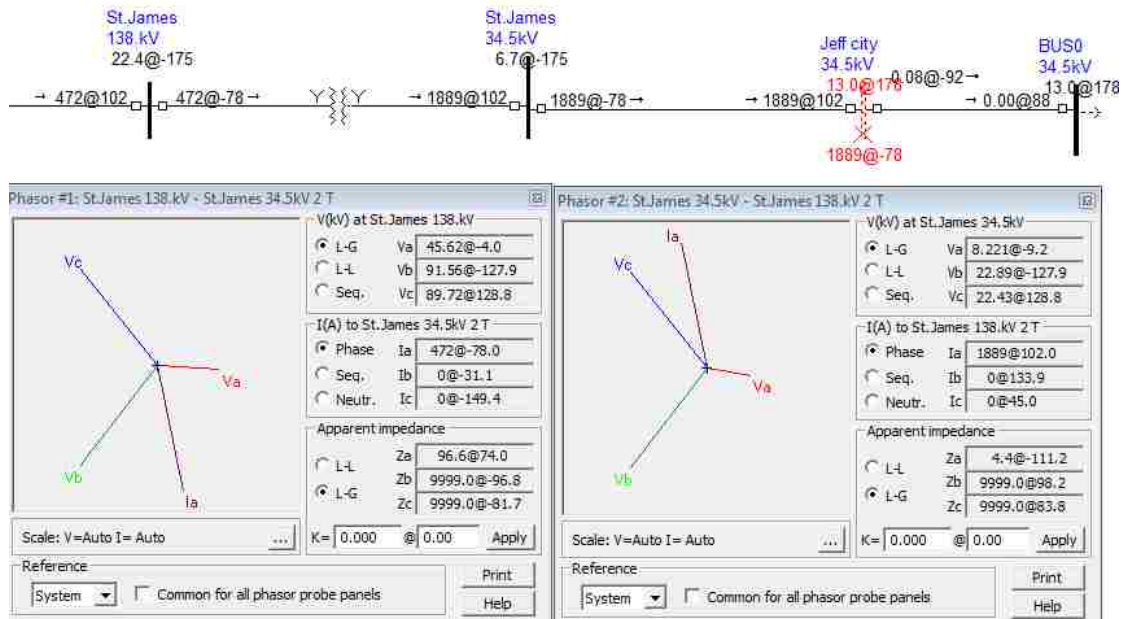 St.James
138.kV
22.4@-175
St.James
34.5kV
6.7@-175
Jeff city
34.5kV
13.0@178
BUS0
34.5kV
13.0@178
0.08@-92→
→ 472@102
472@-78 →
→ 1889@102
1889@-78 →
→ 1889@102
→ 0.00@88
1889@-78
Phasor #1: St.James 138.kV - St.James 34.5kV 2 T
Vc
Va
Vb
Ia
V(kV) at St.James 138.kV
L-G Va 45.62@-4.0
L-L Vb 91.56@-127.9
Seq. Vc 89.72@128.8
I(A) to St.James 34.5kV 2 T
Phase Ia 472@-78.0
Seq. Ib 0@-31.1
Neutr. Ic 0@-149.4
Apparent impedance
L-L Za 96.6@74.0
L-G Zb 9999.0@-96.8
Zc 9999.0@-81.7
Scale: V=Auto I= Auto ...
K= 0.000 @ 0.00 Apply
Reference
System Common for all phasor probe panels
Print
Help
Phasor #2: St.James 34.5kV - St.James 138.kV 2 T
Ia
Vc
Va
Vb
V(kV) at St.James 34.5kV
L-G Va 8.221@-9.2
L-L Vb 22.89@-127.9
Seq. Vc 22.43@128.8
I(A) to St.James 138.kV 2 T
Phase Ia 1889@102.0
Seq. Ib 0@133.9
Neutr. Ic 0@45.0
Apparent impedance
L-L Za 4.4@-111.2
L-G Zb 9999.0@98.2
Zc 9999.0@83.8
Scale: V=Auto I= Auto ...
K= 0.000 @ 0.00 Apply
Reference
System Common for all phasor probe panels
Print
Help